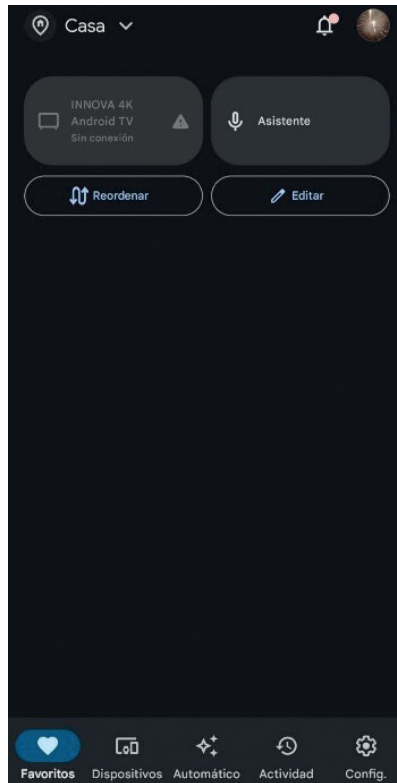 Casa
INNOVA 4K
Android TV
Sin conexión
Asistente
Reordenar
Editar
Favoritos
Dispositivos
Automático
Actividad
Config.